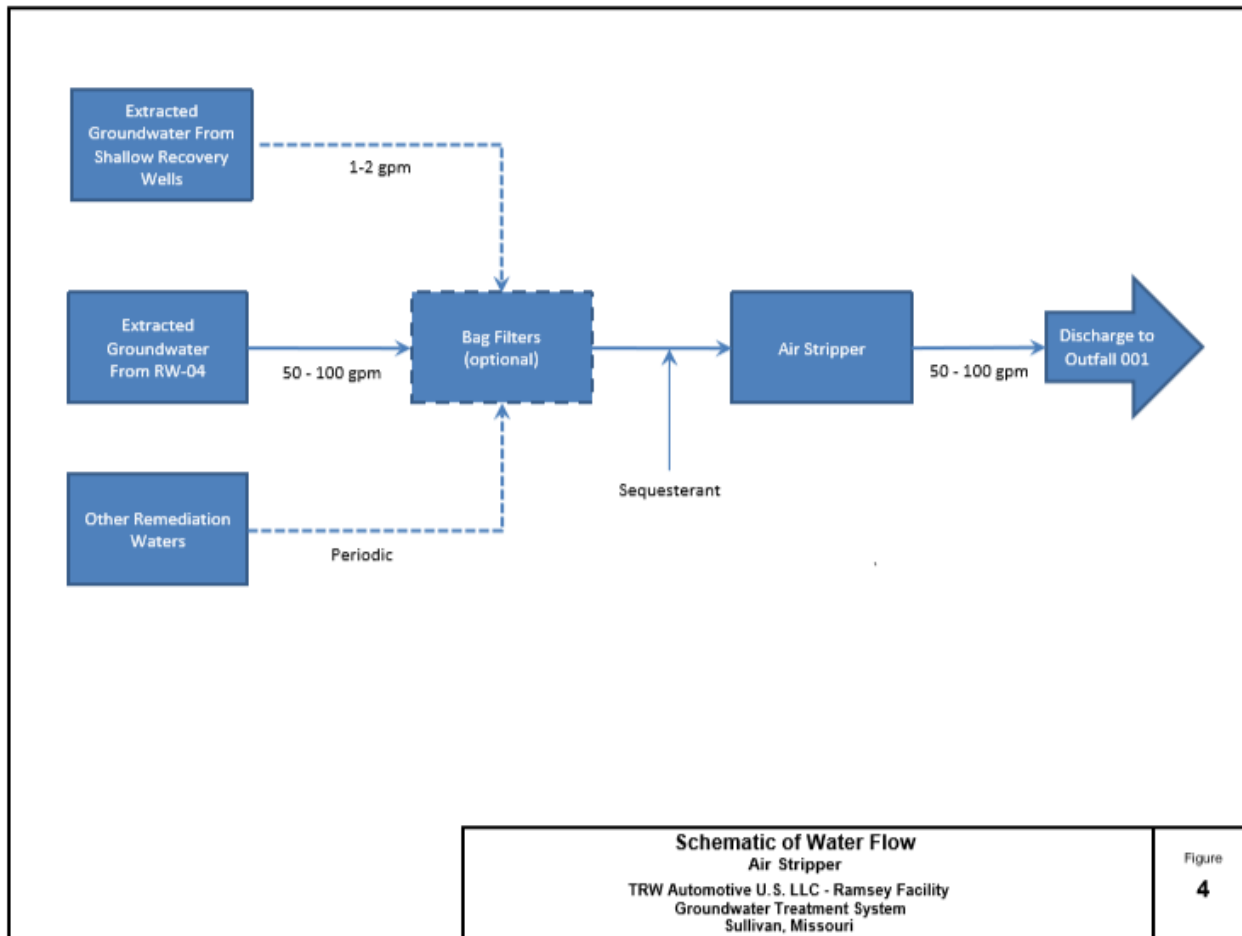 Extracted
Groundwater From
Shallow Recovery
Wells
1-2 gpm
Extracted
Groundwater
From RW-04
50 - 100 gpm
Bag Filters
(optional)
Air Stripper
50 - 100 gpm
Discharge to
Outfall 001
Sequesterant
Other Remediation
Waters
Periodic
Schematic of Water Flow
Air Stripper
TRW Automotive U.S. LLC - Ramsey Facility
Groundwater Treatment System
Sullivan, Missouri
Figure
4